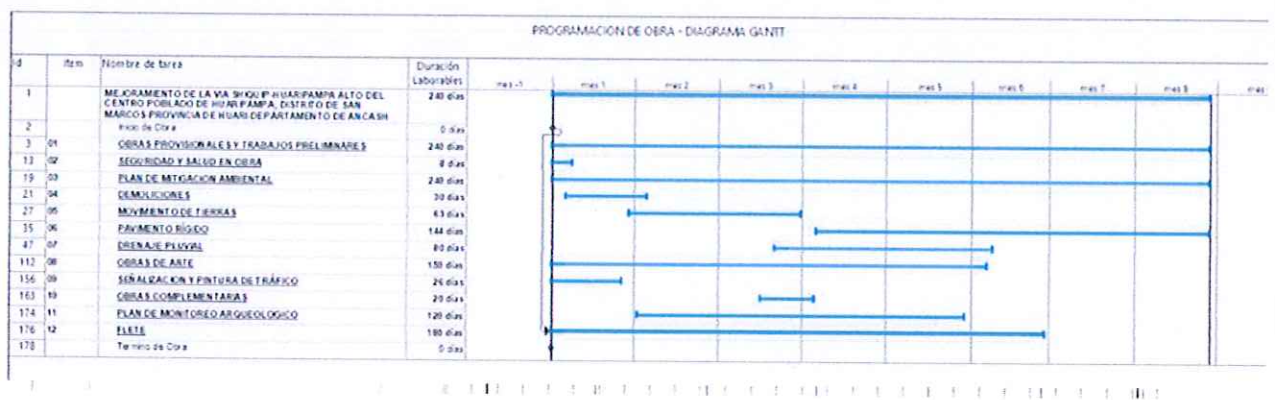 PROGRAMACION DE OBRA - DIAGRAMA GANTT
Id Item Nombre de tarea Duración Laborables mes -1 mes 1 mes 2 mes 3 mes 4 mes 5 mes 6 mes 7 mes 8 mes
1 MEJORAMIENTO DE LA VIA SHIQUIP-HUARIPAMPA ALTO DEL 240 días
CENTRO POBLADO DE HUARIPAMPA, DISTRITO DE SAN
MARCOS-PROVINCIA DE HUARI-DEPARTAMENTO DE ANCASH
2 Inicio de Obra 0 días
3 01 OBRAS PROVISIONALES Y TRABAJOS PRELIMINARES 240 días
13 02 SEGURIDAD Y SALUD EN OBRA 8 días
19 03 PLAN DE MITIGACION AMBIENTAL 240 días
21 04 DEMOLICIONES 30 días
27 05 MOVIMIENTO DE TIERRAS 63 días
35 06 PAVIMENTO RÍGIDO 144 días
47 07 DRENAJE PLUVIAL 80 días
112 08 OBRAS DE ARTE 150 días
156 09 SEÑALIZACION Y PINTURA DE TRÁFICO 26 días
163 10 OBRAS COMPLEMENTARIAS 20 días
174 11 PLAN DE MONITOREO ARQUEOLOGICO 120 días
176 12 FLETE 180 días
178 Termino de Obra 0 días